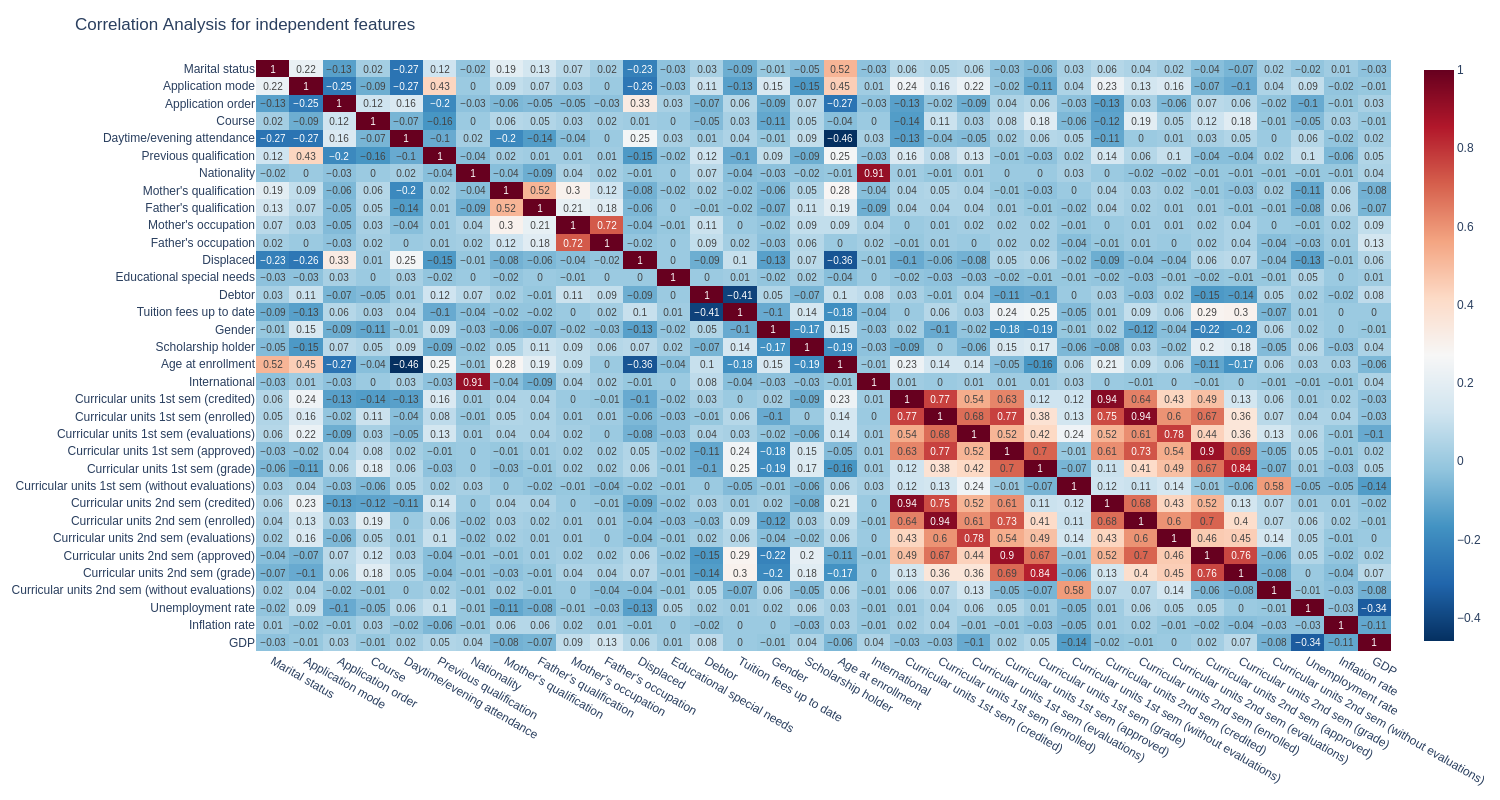 Correlation Analysis for independent features
Marital status 1 0.22 −0.13 0.02 −0.27 0.12 −0.02 0.19 0.13 0.07 0.02 −0.23 −0.03 0.03 −0.09 −0.01 −0.05 0.52 −0.03 0.06 0.05 0.06 −0.03 −0.06 0.03 0.06 0.04 0.02 −0.04 −0.07 0.02 −0.02 0.01 −0.03
Application mode 0.22 1 −0.25 −0.09 −0.27 0.43 0 0.09 0.07 0.03 0 −0.26 −0.03 0.11 −0.13 0.15 −0.15 0.45 0.01 0.24 0.16 0.22 −0.02 −0.11 0.04 0.23 0.13 0.16 −0.07 −0.1 0.04 0.09 −0.02 −0.01
Application order −0.13 −0.25 1 0.12 0.16 −0.2 −0.03 −0.06 −0.05 −0.05 −0.03 0.33 0.03 −0.07 0.06 −0.09 0.07 −0.27 −0.03 −0.13 −0.02 −0.09 0.04 0.06 −0.03 −0.13 0.03 −0.06 0.07 0.06 −0.02 −0.1 −0.01 0.03
Course 0.02 −0.09 0.12 1 −0.07 −0.16 0 0.06 0.05 0.03 0.02 0.01 0 −0.05 0.03 −0.11 0.05 −0.04 0 −0.14 0.11 0.03 0.08 0.18 −0.06 −0.12 0.19 0.05 0.12 0.18 −0.01 −0.05 0.03 −0.01
Daytime/evening attendance −0.27 −0.27 0.16 −0.07 1 −0.1 0.02 −0.2 −0.14 −0.04 0 0.25 0.03 0.01 0.04 −0.01 0.09 −0.46 0.03 −0.13 −0.04 −0.05 0.02 0.06 0.05 −0.11 0 0.01 0.03 0.05 0 0.06 −0.02 0.02
Previous qualification 0.12 0.43 −0.2 −0.16 −0.1 1 −0.04 0.02 0.01 0.01 0.01 −0.15 −0.02 0.12 −0.1 0.09 −0.09 0.25 −0.03 0.16 0.08 0.13 −0.01 −0.03 0.02 0.14 0.06 0.1 −0.04 −0.04 0.02 0.1 −0.06 0.05
Nationality −0.02 0 −0.03 0 0.02 −0.04 1 −0.04 −0.09 0.04 0.02 −0.01 0 0.07 −0.04 −0.03 −0.02 −0.01 0.91 0.01 −0.01 0.01 0 0 0.03 0 −0.02 −0.02 −0.01 −0.01 0.01 −0.01 −0.01 0.04
Mother's qualification 0.19 0.09 −0.06 0.06 −0.2 0.02 −0.04 1 0.52 0.3 0.12 −0.08 −0.02 0.02 −0.02 −0.06 0.05 0.28 −0.04 0.04 0.05 0.04 −0.01 −0.03 0 0.04 0.03 0.02 −0.01 −0.03 0.02 −0.11 0.06 −0.08
Father's qualification 0.13 0.07 −0.05 0.05 −0.14 0.01 −0.09 0.52 1 0.21 0.18 −0.06 0 −0.01 −0.02 −0.07 0.11 0.19 −0.09 0.04 0.04 0.04 0.01 −0.01 −0.02 0.04 0.02 0.01 0.01 −0.01 −0.01 −0.08 0.06 −0.07
Mother's occupation 0.07 0.03 −0.05 0.03 −0.04 0.01 0.04 0.3 0.21 1 0.72 −0.04 −0.01 0.11 −0.03 −0.02 0.09 0.09 0.04 0 0.01 0.02 0.02 0.02 −0.01 0 0.01 0.01 0.02 0.04 0 −0.01 0.02 0.09
Father's occupation 0.02 0 −0.03 0.02 0 0.01 0.02 0.12 0.18 0.72 1 −0.02 0 0.09 0.02 −0.03 0.06 0 0.02 −0.01 0.01 0 0.02 0.02 −0.04 −0.01 0.01 0 0.02 0.04 −0.04 −0.03 0.01 0.13
Displaced −0.23 −0.26 0.33 0.01 0.25 −0.15 −0.01 −0.08 −0.06 −0.04 −0.02 1 0 −0.09 0.1 −0.13 0.07 −0.36 −0.01 −0.1 −0.06 −0.08 0.05 0.06 −0.02 −0.09 −0.04 −0.04 0.06 0.07 −0.04 −0.13 −0.01 0.06
Educational special needs −0.03 −0.03 0.03 0 0.03 −0.02 0 −0.02 0 −0.01 0 0 1 0.01 −0.02 −0.02 0.02 −0.04 0 −0.02 −0.03 −0.03 −0.02 −0.01 −0.01 −0.02 −0.03 −0.02 −0.02 −0.01 −0.01 0.05 0 0.01
Debtor 0.03 0.11 −0.07 −0.05 0.01 0.12 0.07 0.02 −0.01 0.11 0.09 −0.09 0 1 −0.41 0.05 −0.07 0.1 0.08 0.03 −0.01 0.04 −0.11 −0.1 0 0.03 −0.03 0.02 −0.15 −0.14 0.05 0.02 −0.02 0.08
Tuition fees up to date −0.09 −0.13 0.06 0.03 0.04 −0.1 −0.04 −0.02 −0.02 −0.03 0.02 0.1 0.01 −0.41 1 −0.1 0.14 −0.18 −0.04 0 0.06 0.03 0.24 0.25 −0.05 0.01 0.09 0.06 0.29 0.3 −0.07 0.01 0 0
Gender −0.01 0.15 −0.09 −0.11 −0.01 0.09 −0.03 −0.06 −0.07 −0.02 −0.03 −0.13 −0.02 0.05 −0.1 1 −0.17 0.15 −0.03 0.02 −0.1 −0.02 −0.18 −0.19 −0.01 0.02 −0.12 −0.04 −0.22 −0.2 0.06 0.02 0 −0.01
Scholarship holder −0.05 −0.15 0.07 0.05 0.09 −0.09 −0.02 0.05 0.11 0.09 0.06 0.07 0.02 −0.07 0.14 −0.17 1 −0.19 −0.03 −0.09 0 −0.06 0.15 0.17 −0.06 −0.08 0.03 −0.02 0.2 0.18 −0.05 0.06 −0.03 0.04
Age at enrollment 0.52 0.45 −0.27 −0.04 −0.46 0.25 −0.01 0.28 0.19 0.09 0 −0.36 −0.04 0.1 −0.18 0.15 −0.19 1 −0.01 0.23 0.14 0.14 −0.05 −0.16 0.06 0.21 0.09 0.06 −0.11 −0.17 0.05 −0.03 0.03 −0.06
International −0.03 0.01 −0.03 0 0.03 −0.03 0.91 −0.04 −0.09 0.04 0.02 −0.01 0 0.08 −0.04 −0.03 −0.03 −0.01 1 0.01 0 0.01 0.01 0.01 0.03 0 −0.01 0 −0.01 0 0 −0.01 −0.01 0.04
Curricular units 1st sem (credited) 0.06 0.24 −0.13 −0.14 −0.13 0.16 0.01 0.04 0.04 0 −0.01 −0.1 −0.02 0.03 0 0.02 −0.09 0.23 0.01 1 0.77 0.54 0.63 0.12 0.12 0.94 0.64 0.43 0.49 0.13 0.06 0.01 0.02 −0.03
Curricular units 1st sem (enrolled) 0.05 0.16 −0.02 0.11 −0.04 0.08 −0.01 0.05 0.04 0.01 0.01 −0.06 −0.03 −0.01 0.06 −0.1 0 0.14 0 0.77 1 0.68 0.77 0.38 0.13 0.75 0.94 0.6 0.67 0.36 0.07 0.04 0.04 −0.03
Curricular units 1st sem (evaluations) 0.06 0.22 −0.09 0.03 −0.05 0.13 0.01 0.04 0.04 0.02 0 −0.08 −0.03 0.04 0.03 −0.02 −0.06 0.14 0.01 0.54 0.68 1 0.52 0.42 0.24 0.52 0.61 0.78 0.44 0.36 0.13 0.06 0 −0.1
Curricular units 1st sem (approved) −0.03 −0.02 0.04 0.08 0.02 −0.01 0 −0.01 0.01 0.02 0.02 0.05 −0.02 −0.11 0.24 −0.18 0.15 −0.05 0.01 0.63 0.77 0.52 1 0.7 −0.01 0.61 0.73 0.54 0.9 0.69 −0.05 0.05 −0.01 0.02
Curricular units 1st sem (grade) −0.06 −0.11 0.06 0.18 0.06 −0.03 0 −0.03 −0.01 0.02 0.02 0.06 −0.01 −0.1 0.25 −0.19 0.17 −0.16 0.01 0.12 0.38 0.42 0.7 1 −0.07 0.11 0.41 0.49 0.67 0.84 −0.07 0.01 −0.03 0.05
Curricular units 1st sem (without evaluations) 0.03 0.04 −0.03 −0.06 0.05 0.02 0.03 0 −0.02 −0.01 −0.04 −0.02 −0.01 0 −0.05 −0.01 −0.06 0.06 0.03 0.12 0.13 0.24 −0.01 −0.07 1 0.12 0.11 0.14 −0.01 −0.06 0.58 −0.05 −0.05 −0.14
Curricular units 2nd sem (credited) 0.06 0.23 −0.13 −0.12 −0.11 0.14 0 0.04 0.04 0 −0.01 −0.09 −0.02 0.03 0.01 0.02 −0.08 0.21 0 0.94 0.75 0.52 0.61 0.11 0.12 1 0.68 0.43 0.52 0.13 0.07 0.01 0.01 −0.02
Curricular units 2nd sem (enrolled) 0.04 0.13 0.03 0.19 0 0.06 −0.02 0.03 0.02 0.01 0.01 −0.04 −0.03 −0.03 0.09 −0.12 0.03 0.09 −0.01 0.64 0.94 0.61 0.73 0.41 0.11 0.68 1 0.6 0.7 0.4 0.07 0.06 0.02 −0.01
Curricular units 2nd sem (evaluations) 0.02 0.16 −0.06 0.05 0.01 0.1 −0.02 0.02 0.01 0.01 0 −0.04 −0.02 0.02 0.06 −0.04 −0.02 0.06 0 0.43 0.6 0.78 0.54 0.49 0.14 0.43 0.6 1 0.46 0.45 0.14 0.05 −0.01 0
Curricular units 2nd sem (approved) −0.04 −0.07 0.07 0.12 0.03 −0.04 −0.01 −0.01 0.01 0.02 0.02 0.06 −0.02 −0.15 0.29 −0.22 0.2 −0.11 −0.01 0.49 0.67 0.44 0.9 0.67 −0.01 0.52 0.7 0.46 1 0.76 −0.06 0.05 −0.02 0.02
Curricular units 2nd sem (grade) −0.07 −0.1 0.06 0.18 0.05 −0.04 −0.01 −0.03 −0.01 0.04 0.04 0.07 −0.01 −0.14 0.3 −0.2 0.18 −0.17 0 0.13 0.36 0.36 0.69 0.84 −0.06 0.13 0.4 0.45 0.76 1 −0.08 0 −0.04 0.07
Curricular units 2nd sem (without evaluations) 0.02 0.04 −0.02 −0.01 0 0.02 0.01 0.02 −0.01 0 −0.04 −0.04 −0.01 0.05 −0.07 0.06 −0.05 0.05 0 0.06 0.07 0.13 −0.05 −0.07 0.58 0.07 0.07 0.14 −0.06 −0.08 1 −0.01 −0.03 −0.08
Unemployment rate −0.02 0.09 −0.1 −0.05 0.06 0.1 −0.01 −0.11 −0.08 −0.01 −0.03 −0.13 0.05 0.02 0.01 0.02 0.06 −0.03 −0.01 0.01 0.04 0.06 0.05 0.01 −0.05 0.01 0.06 0.05 0.05 0 −0.01 1 −0.03 −0.34
Inflation rate 0.01 −0.02 −0.01 0.03 −0.02 −0.06 −0.01 0.06 0.06 0.02 0.01 −0.01 0 −0.02 0 0 −0.03 0.03 −0.01 0.02 0.04 0 −0.01 −0.03 −0.05 0.01 0.02 −0.01 −0.02 −0.04 −0.03 −0.03 1 −0.11
GDP −0.03 −0.01 0.03 −0.01 0.02 0.05 0.04 −0.08 −0.07 0.09 0.13 0.06 0.01 0.08 0 −0.01 0.04 −0.06 0.04 −0.03 −0.03 −0.1 0.02 0.05 −0.14 −0.02 −0.01 0 0.02 0.07 −0.08 −0.34 −0.11 1
Marital status
Application mode
Application order
Course
Daytime/evening attendance
Previous qualification
Nationality
Mother's qualification
Father's qualification
Mother's occupation
Father's occupation
Displaced
Educational special needs
Debtor
Tuition fees up to date
Gender
Scholarship holder
Age at enrollment
International
Curricular units 1st sem (credited)
Curricular units 1st sem (enrolled)
Curricular units 1st sem (evaluations)
Curricular units 1st sem (approved)
Curricular units 1st sem (grade)
Curricular units 1st sem (without evaluations)
Curricular units 2nd sem (credited)
Curricular units 2nd sem (enrolled)
Curricular units 2nd sem (evaluations)
Curricular units 2nd sem (approved)
Curricular units 2nd sem (grade)
Curricular units 2nd sem (without evaluations)
Unemployment rate
Inflation rate
GDP
1
0.8
0.6
0.4
0.2
0
−0.2
−0.4